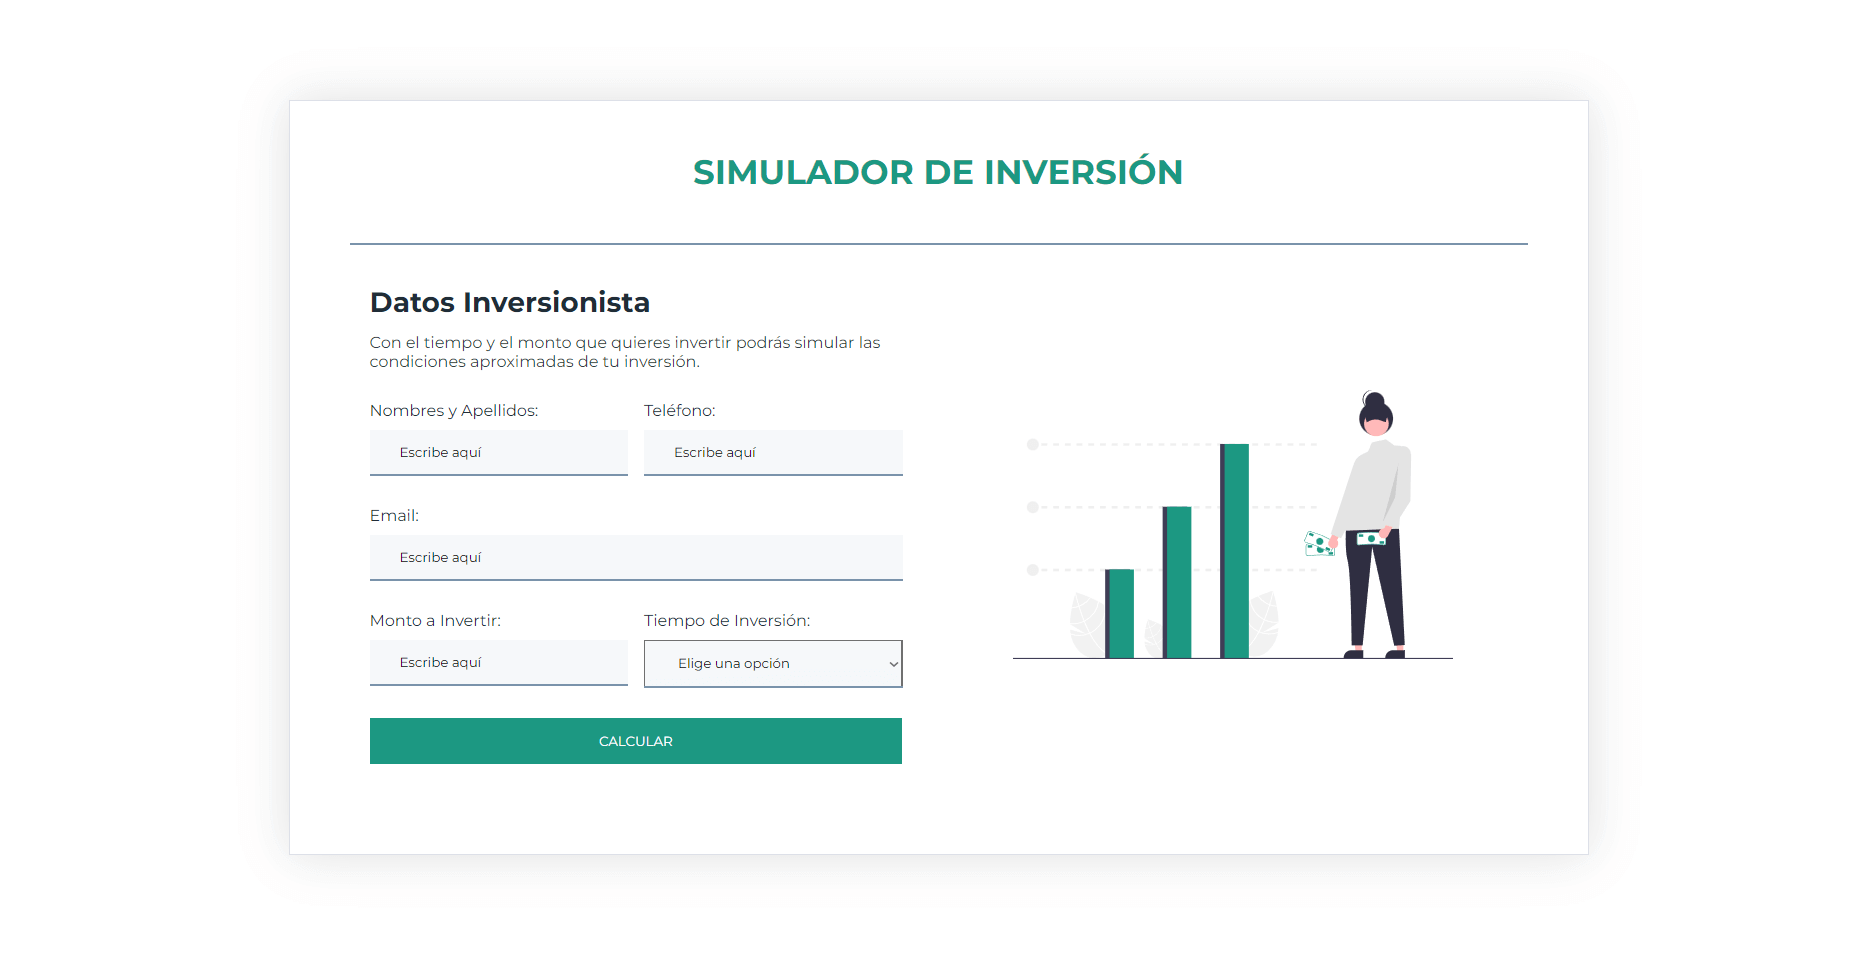 SIMULADOR DE INVERSIÓN
Datos Inversionista
Con el tiempo y el monto que quieres invertir podrás simular las
condiciones aproximadas de tu inversión.
Nombres y Apellidos:
Teléfono:
Escribe aquí
Escribe aquí
Email:
Escribe aquí
Monto a Invertir:
Tiempo de Inversión:
Escribe aquí
Elige una opción
CALCULAR